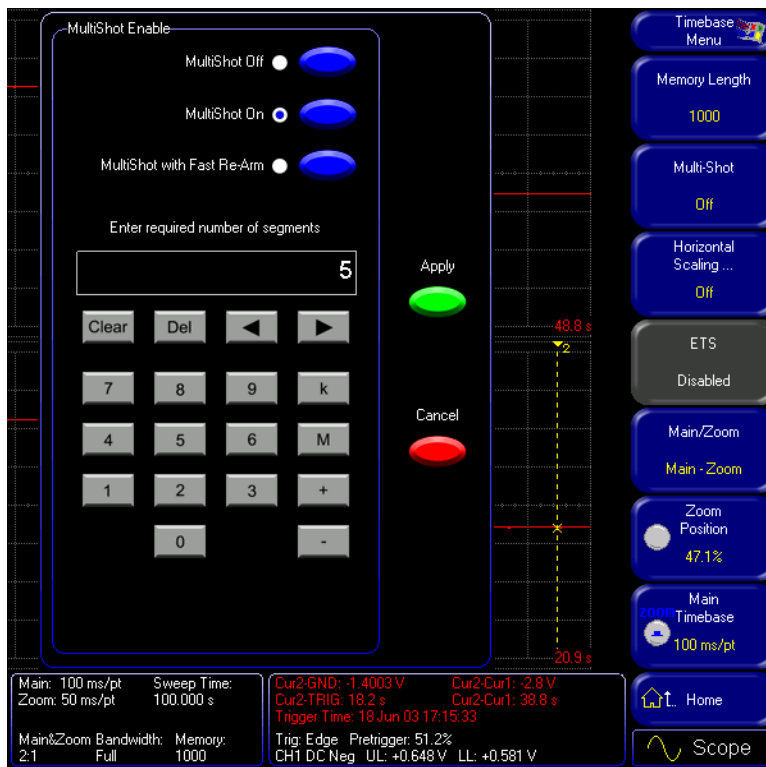 MultiShot Enable
MultiShot Off
MultiShot On
MultiShot with Fast Re-Arm
Enter required number of segments
5
Clear Del
7 8 9 k
4 5 6 M
1 2 3 +
0 -
Apply
Cancel
48.8 s
2
20.9 s
Timebase
Menu
Memory Length
1000
Multi-Shot
Off
Horizontal
Scaling ...
Off
ETS
Disabled
Main/Zoom
Main - Zoom
Zoom
Position
47.1%
Main
zoom Timebase
100 ms/pt
Home
Scope
Main: 100 ms/pt Sweep Time:
Zoom: 50 ms/pt 100.000 s
Main&Zoom Bandwidth: Memory:
2:1 Full 1000
Cur2-GND: -1.4003 V Cur2-Cur1: -2.8 V
Cur2-TRIG: 18.2 s Cur2-Cur1: 38.8 s
Trigger Time: 18 Jun 03 17:15:33
Trig: Edge Pretrigger: 51.2%
CH1 DC Neg UL: +0.648 V LL: +0.581 V